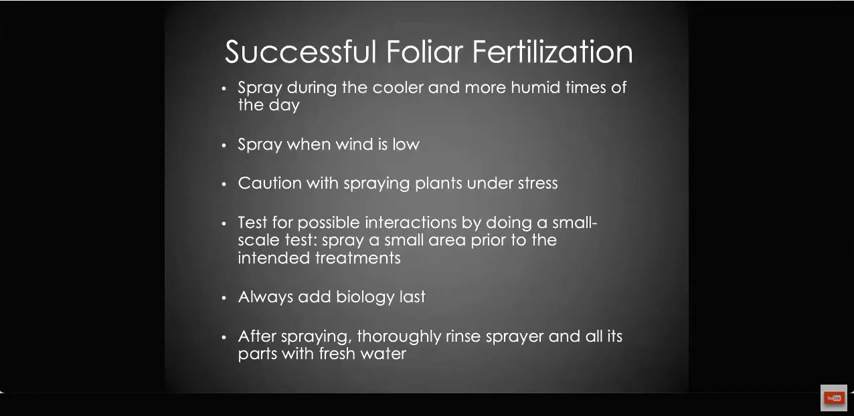 Successful Foliar Fertilization
• Spray during the cooler and more humid times of
the day
• Spray when wind is low
• Caution with spraying plants under stress
• Test for possible interactions by doing a small-
scale test: spray a small area prior to the
intended treatments
• Always add biology last
• After spraying, thoroughly rinse sprayer and all its
parts with fresh water
YouTube